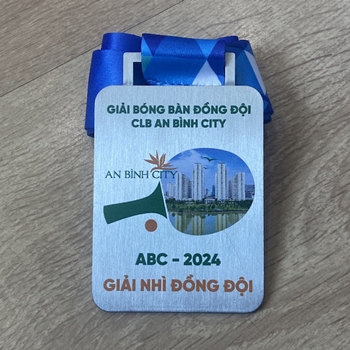 GIẢI BÓNG BÀN ĐỒNG ĐỘI
CLB AN BÌNH CITY
AN BÌNH CITY
ABC - 2024
GIẢI NHÌ ĐỒNG ĐỘI